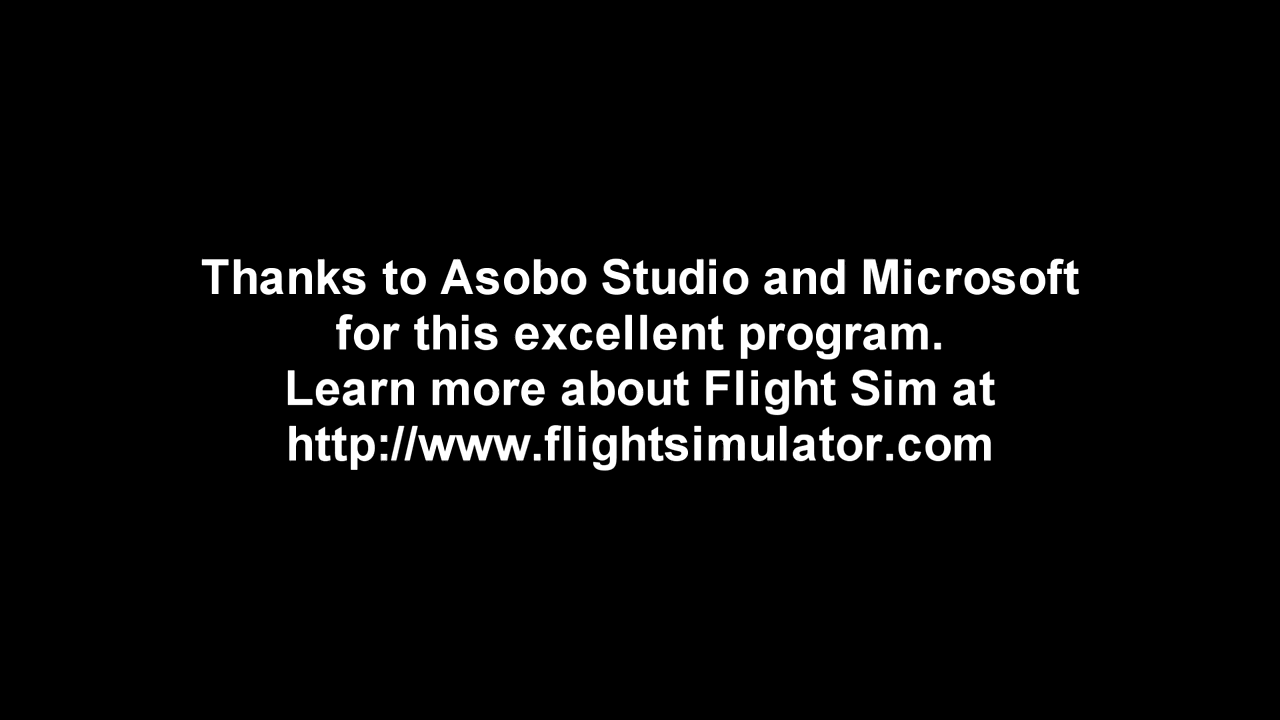 Thanks to Asobo Studio and Microsoft
for this excellent program.
Learn more about Flight Sim at
http://www.flightsimulator.com